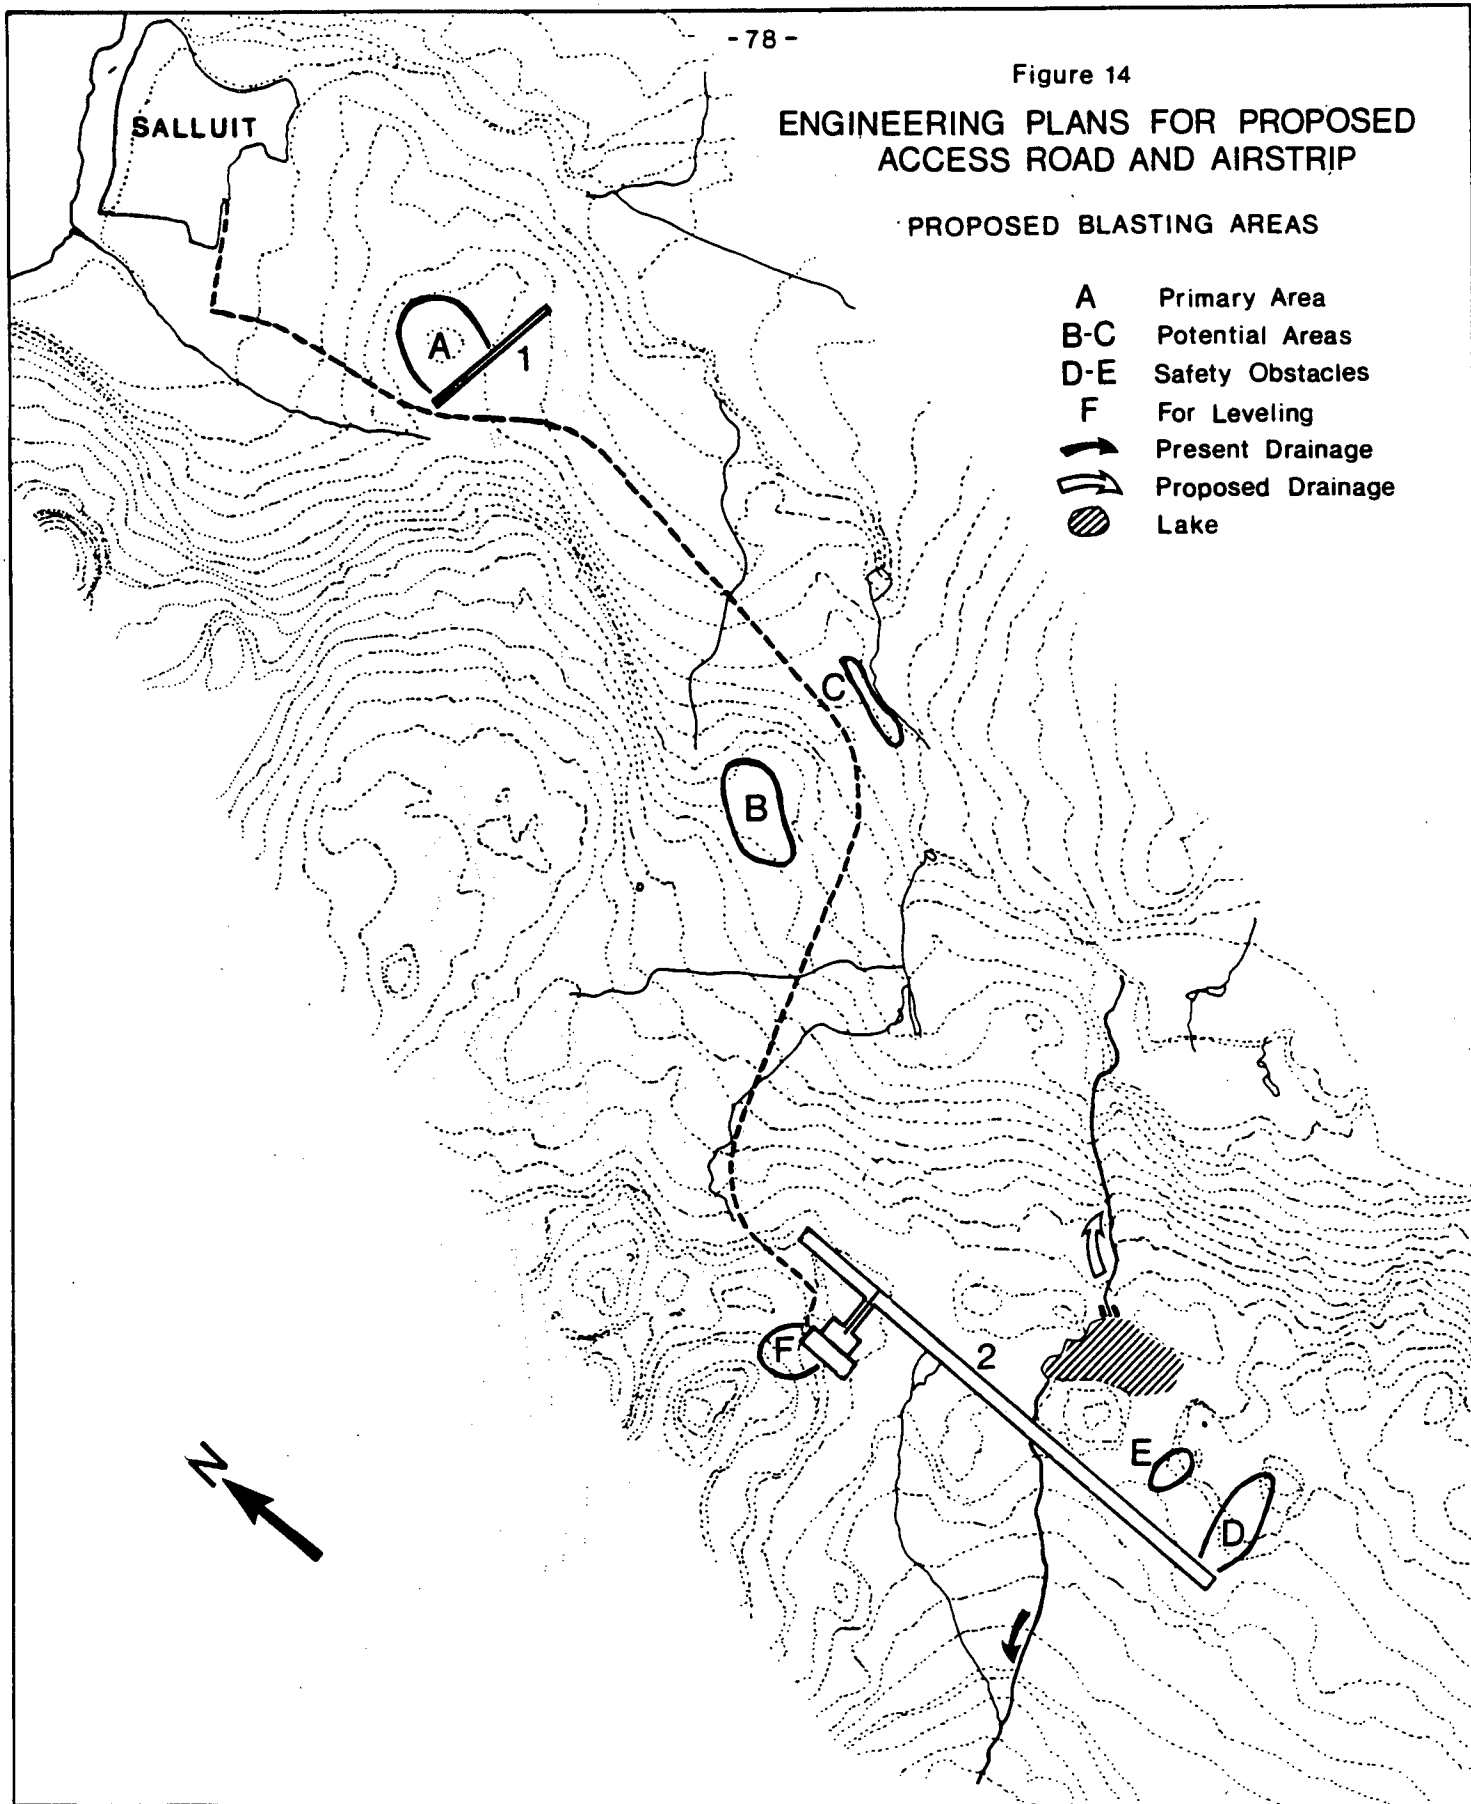 -78-
Figure 14
ENGINEERING PLANS FOR PROPOSED
ACCESS ROAD AND AIRSTRIP
PROPOSED BLASTING AREAS
A Primary Area
B-C Potential Areas
D-E Safety Obstacles
F For Leveling
Present Drainage
Proposed Drainage
Lake
SALLUIT
A
1
C
B
F
2
E
D
N